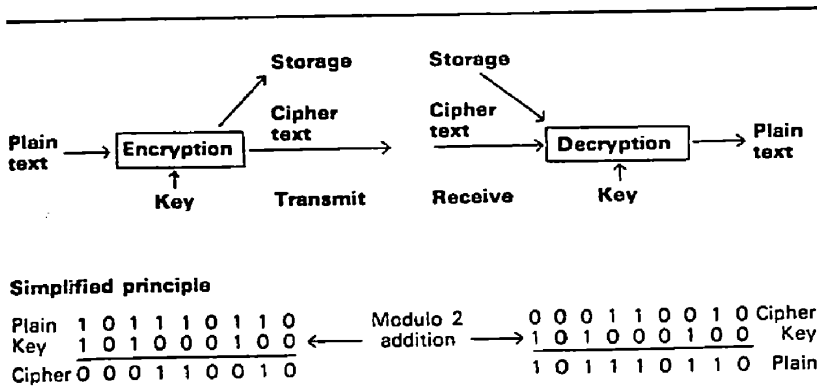 Storage Storage
Cipher text Cipher text
Plain text Encryption Decryption Plain text
Key Transmit Receive Key
Simplified principle
Plain 1 0 1 1 1 0 1 1 0 Modulo 2 addition 0 0 0 1 1 0 0 1 0 Cipher
Key 1 0 1 0 0 0 1 0 0 1 0 1 0 0 0 1 0 0 Key
Cipher 0 0 0 1 1 0 0 1 0 1 0 1 1 1 0 1 1 0 Plain